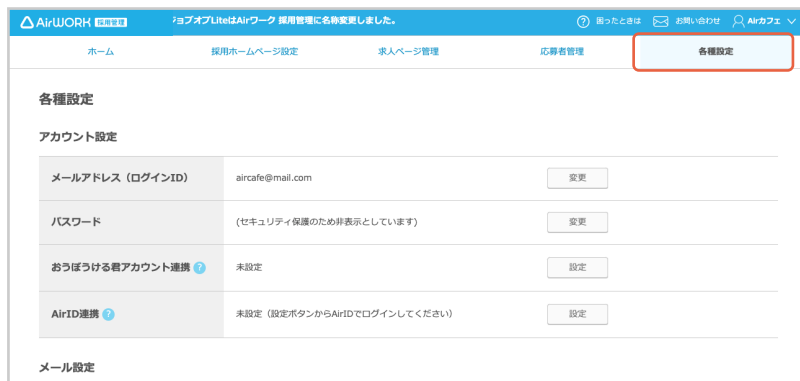 AirWORK 採用管理 ジョブオプLiteはAirワーク 採用管理に名称変更しました。 ? 困ったときは お問い合わせ Airカフェ
ホーム 採用ホームページ設定 求人ページ管理 応募者管理 各種設定
各種設定
アカウント設定
メールアドレス（ログインID） aircafe@mail.com 変更
パスワード (セキュリティ保護のため非表示としています) 変更
おうぼうける君アカウント連携 ? 未設定 設定
AirID連携 ? 未設定（設定ボタンからAirIDでログインしてください） 設定
メール設定